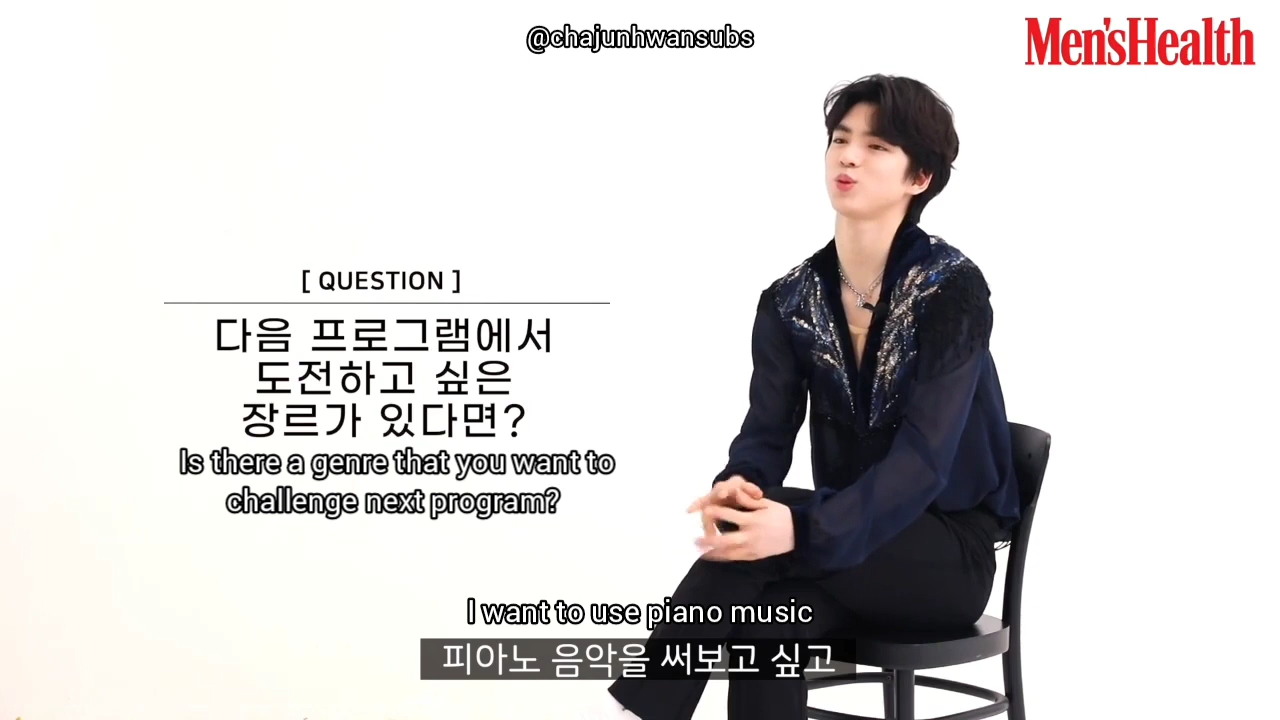 @chajunhwansubs
Men'sHealth
[ QUESTION ]
다음 프로그램에서
도전하고 싶은
장르가 있다면?
Is there a genre that you want to
challenge next program?
I want to use piano music
피아노 음악을 써보고 싶고